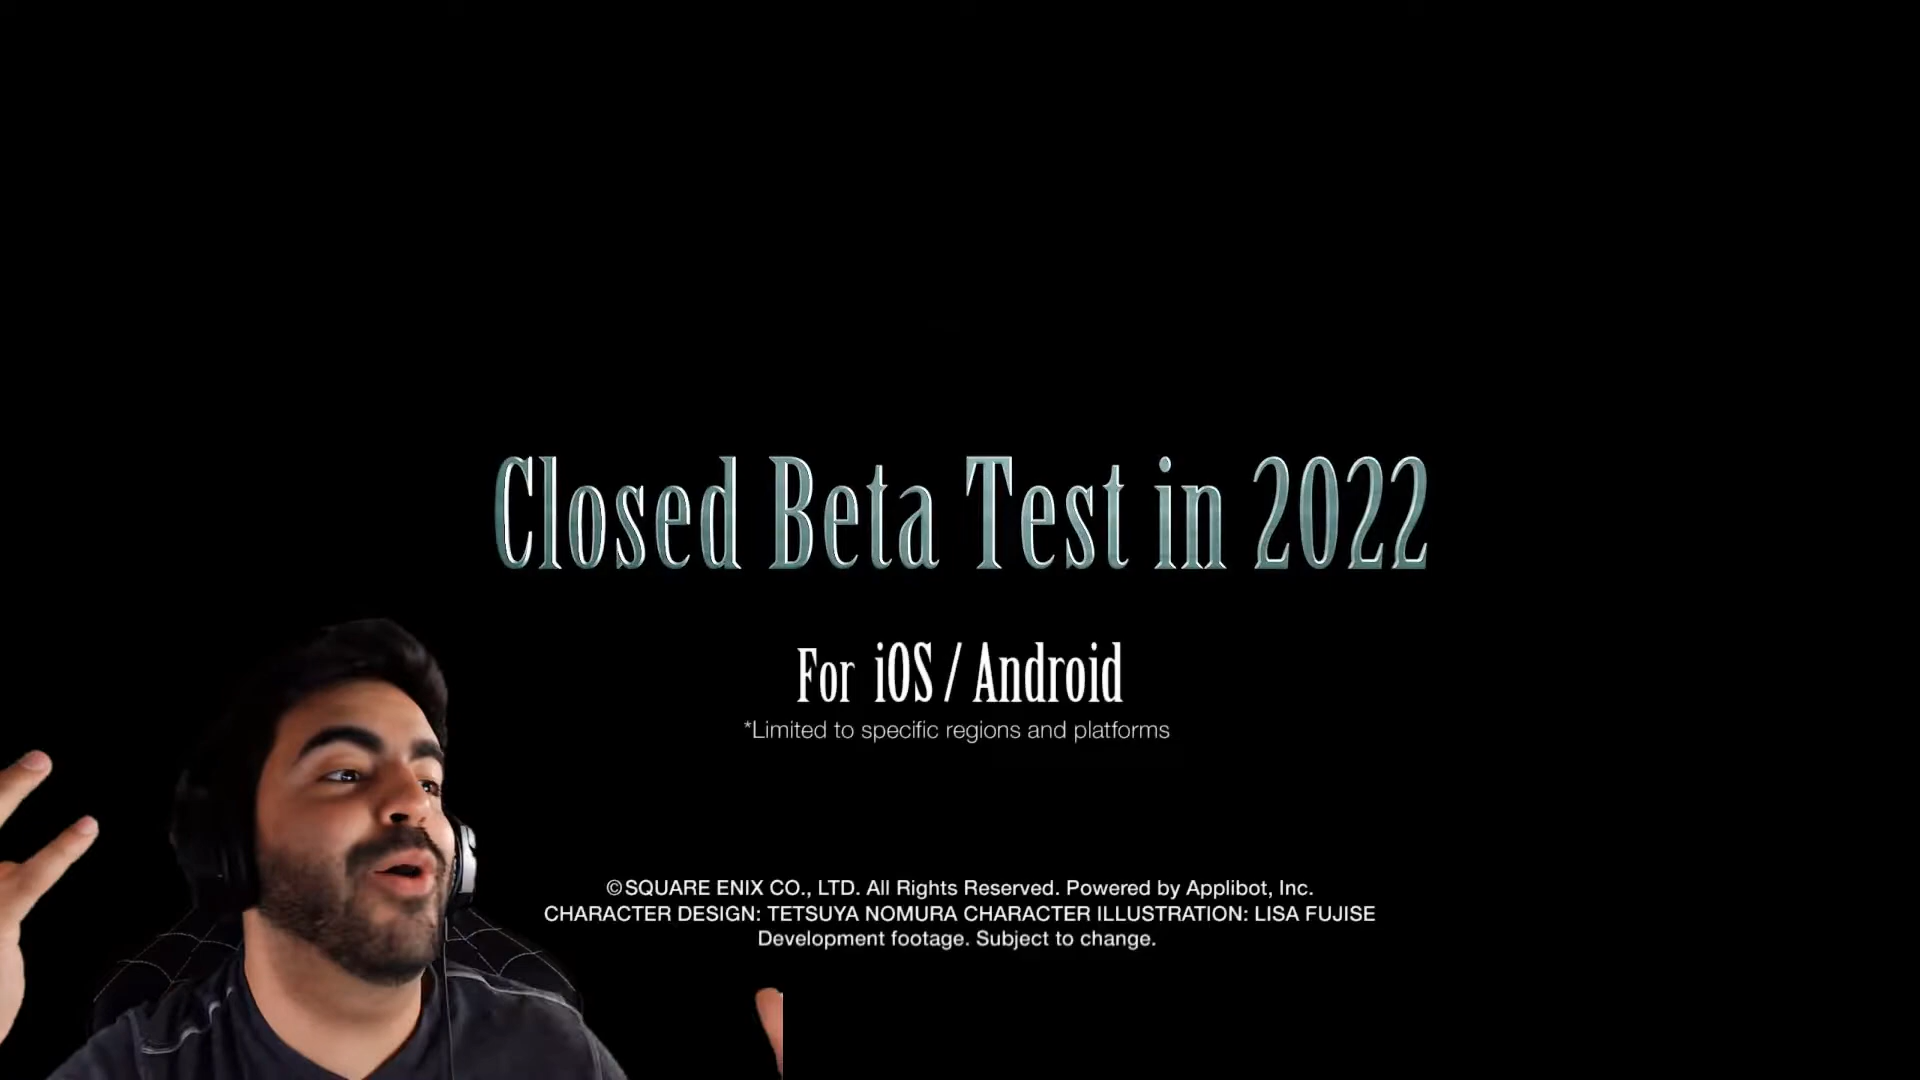 Closed Beta Test in 2022
For iOS / Android
*Limited to specific regions and platforms
©SQUARE ENIX CO., LTD. All Rights Reserved. Powered by Applibot, Inc.
CHARACTER DESIGN: TETSUYA NOMURA CHARACTER ILLUSTRATION: LISA FUJISE
Development footage. Subject to change.